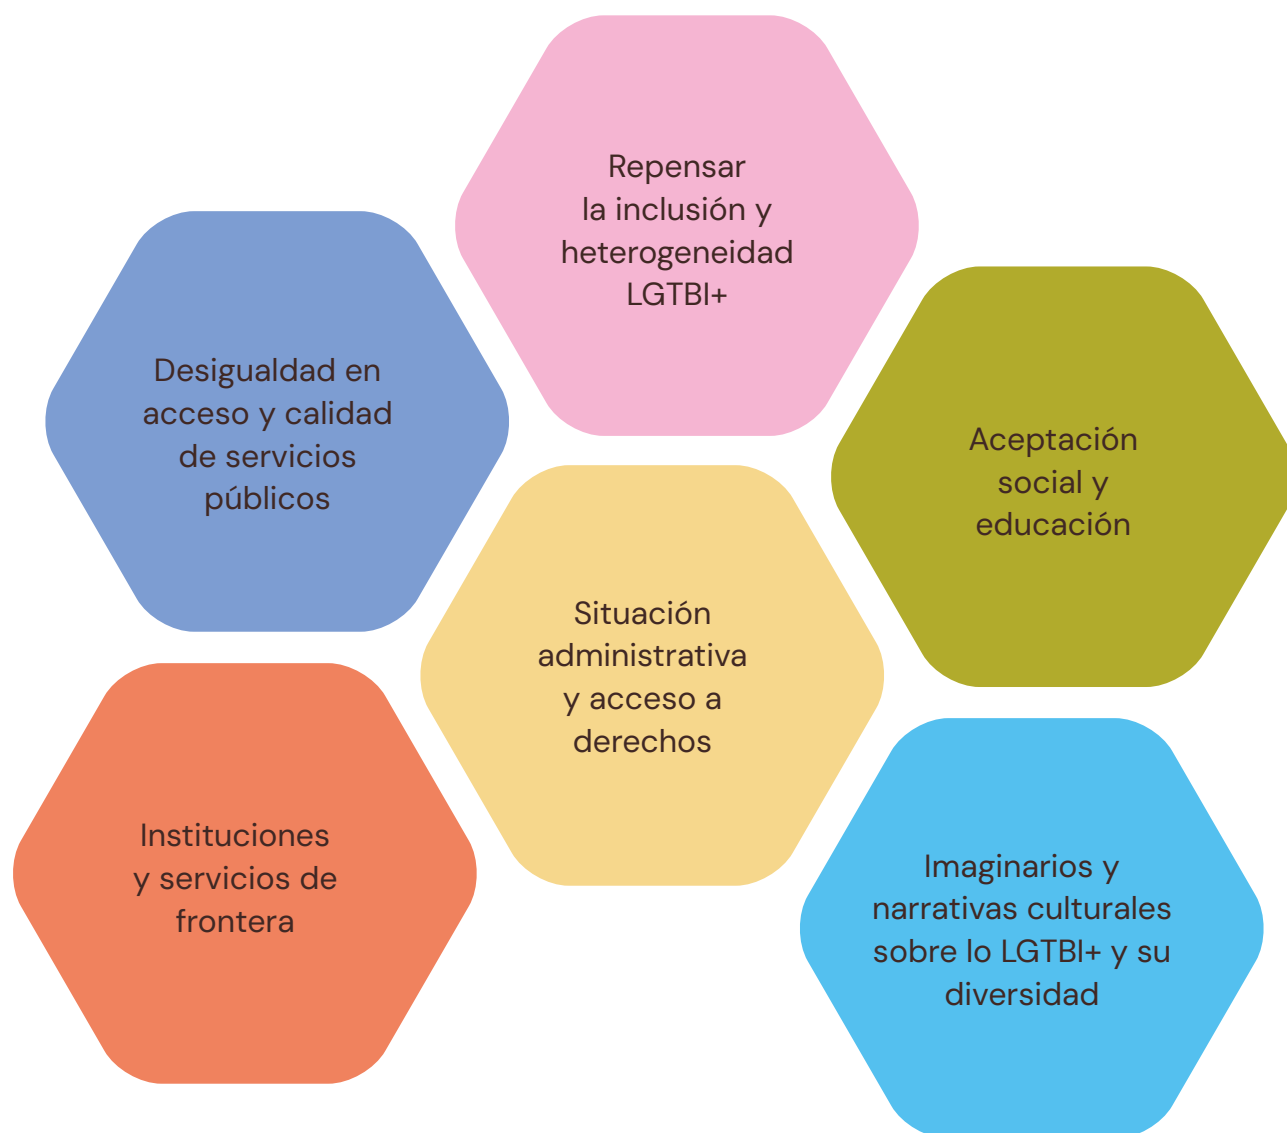 Repensar
la inclusión y
heterogeneidad
LGTBI+
Desigualdad en
acceso y calidad
de servicios
públicos
Aceptación
social y
educación
Situación
administrativa
y acceso a
derechos
Instituciones
y servicios de
frontera
Imaginarios y
narrativas culturales
sobre lo LGTBI+ y su
diversidad